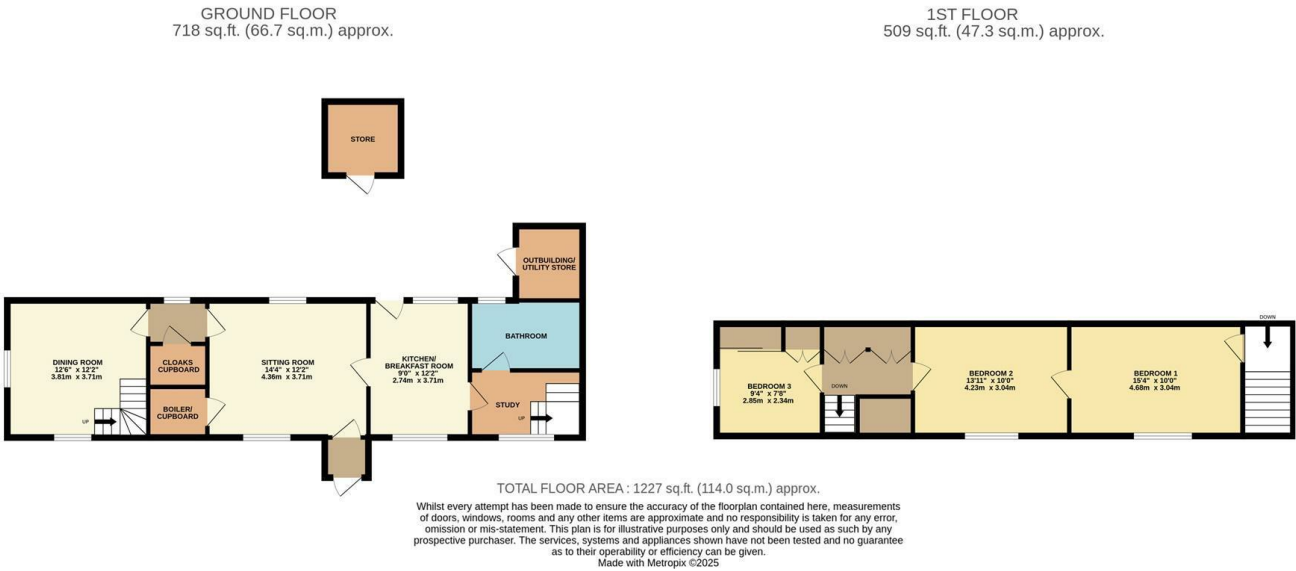 GROUND FLOOR
718 sq.ft. (66.7 sq.m.) approx.
1ST FLOOR
509 sq.ft. (47.3 sq.m.) approx.
STORE
OUTBUILDING/
UTILITY STORE
DINING ROOM
12'6" x 12'2"
3.81m x 3.71m
UP
CLOAKS
CUPBOARD
BOILER/
CUPBOARD
SITTING ROOM
14'4" x 12'2"
4.36m x 3.71m
KITCHEN/
BREAKFAST ROOM
9'0" x 12'2"
2.74m x 3.71m
BATHROOM
STUDY
UP
BEDROOM 3
9'4" x 7'8"
2.85m x 2.34m
DOWN
BEDROOM 2
13'11" x 10'0"
4.23m x 3.04m
BEDROOM 1
15'4" x 10'0"
4.68m x 3.04m
DOWN
TOTAL FLOOR AREA : 1227 sq.ft. (114.0 sq.m.) approx.
Whilst every attempt has been made to ensure the accuracy of the floorplan contained here, measurements
of doors, windows, rooms and any other items are approximate and no responsibility is taken for any error,
omission or mis-statement. This plan is for illustrative purposes only and should be used as such by any
prospective purchaser. The services, systems and appliances shown have not been tested and no guarantee
as to their operability or efficiency can be given.
Made with Metropix ©2025